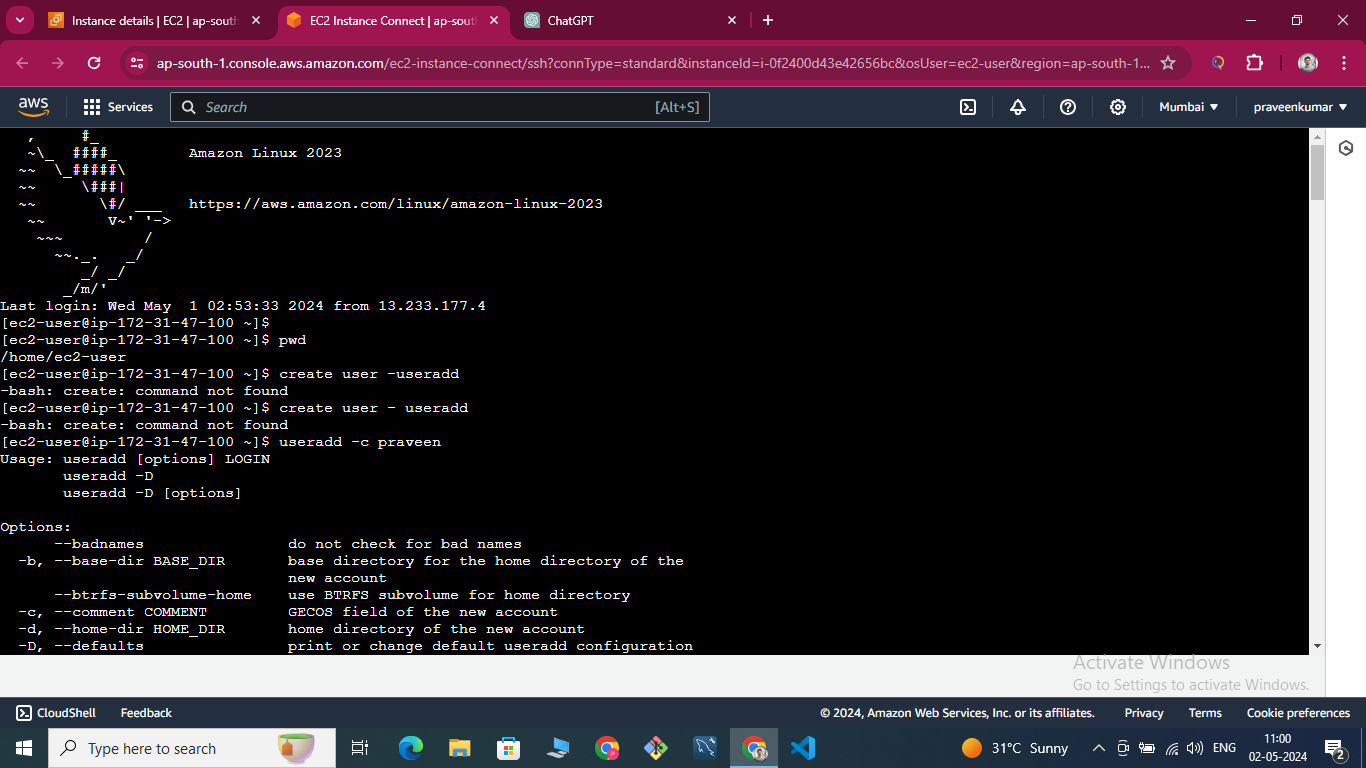 Instance details | EC2 | ap-south
EC2 Instance Connect | ap-sout
ChatGPT
ap-south-1.console.aws.amazon.com/ec2-instance-connect/ssh?connType=standard&instanceId=i-0f2400d43e42656bc&osUser=ec2-user&region=ap-south-1...
aws
Services
Search
[Alt+S]
Mumbai
praveenkumar
   ,     #_
   ~\_  ####_        Amazon Linux 2023
  ~~  \_#####\
  ~~     \###|
  ~~       \#/ ___   https://aws.amazon.com/linux/amazon-linux-2023
   ~~       V~' '->
    ~~~         /
      ~~._.   _/
         _/ _/
       _/m/'
Last login: Wed May  1 02:53:33 2024 from 13.233.177.4
[ec2-user@ip-172-31-47-100 ~]$
[ec2-user@ip-172-31-47-100 ~]$ pwd
/home/ec2-user
[ec2-user@ip-172-31-47-100 ~]$ create user -useradd
-bash: create: command not found
[ec2-user@ip-172-31-47-100 ~]$ create user - useradd
-bash: create: command not found
[ec2-user@ip-172-31-47-100 ~]$ useradd -c praveen
Usage: useradd [options] LOGIN
       useradd -D
       useradd -D [options]
Options:
      --badnames                do not check for bad names
  -b, --base-dir BASE_DIR       base directory for the home directory of the
                                new account
      --btrfs-subvolume-home    use BTRFS subvolume for home directory
  -c, --comment COMMENT         GECOS field of the new account
  -d, --home-dir HOME_DIR       home directory of the new account
  -D, --defaults                print or change default useradd configuration
Activate Windows
Go to Settings to activate Windows.
CloudShell
Feedback
© 2024, Amazon Web Services, Inc. or its affiliates.
Privacy
Terms
Cookie preferences
Type here to search
31°C Sunny
ENG
11:00
02-05-2024
2